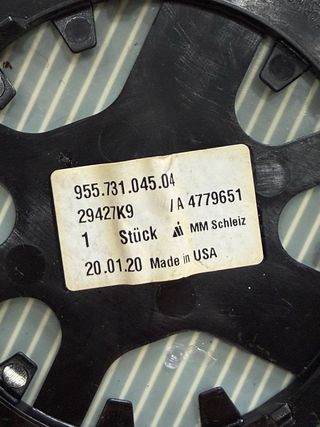 955.731.045.04
29427K9 /A 4779651
1 Stück MM Schleiz
20.01.20 Made in USA